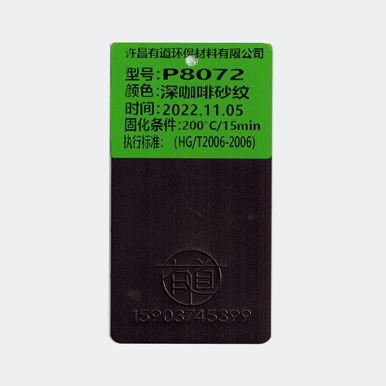 许昌有道环保材料有限公司
型号:P8072
颜色:深咖啡砂纹
时间:2022.11.05
固化条件:200°C/15min
执行标准:（HG/T2006-2006)
有道
15903745399